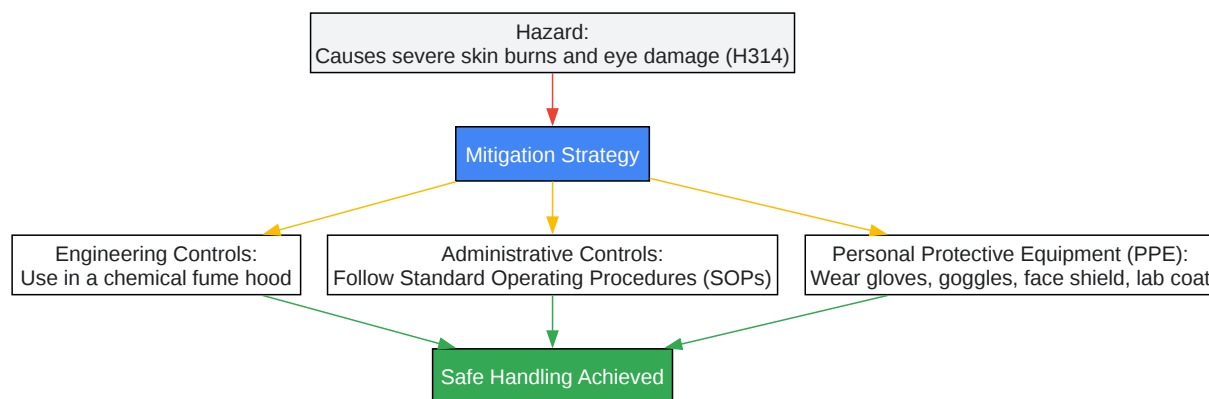 Hazard:
Causes severe skin burns and eye damage (H314)
Mitigation Strategy
Engineering Controls:
Use in a chemical fume hood
Administrative Controls:
Follow Standard Operating Procedures (SOPs)
Personal Protective Equipment (PPE):
Wear gloves, goggles, face shield, lab coat
Safe Handling Achieved